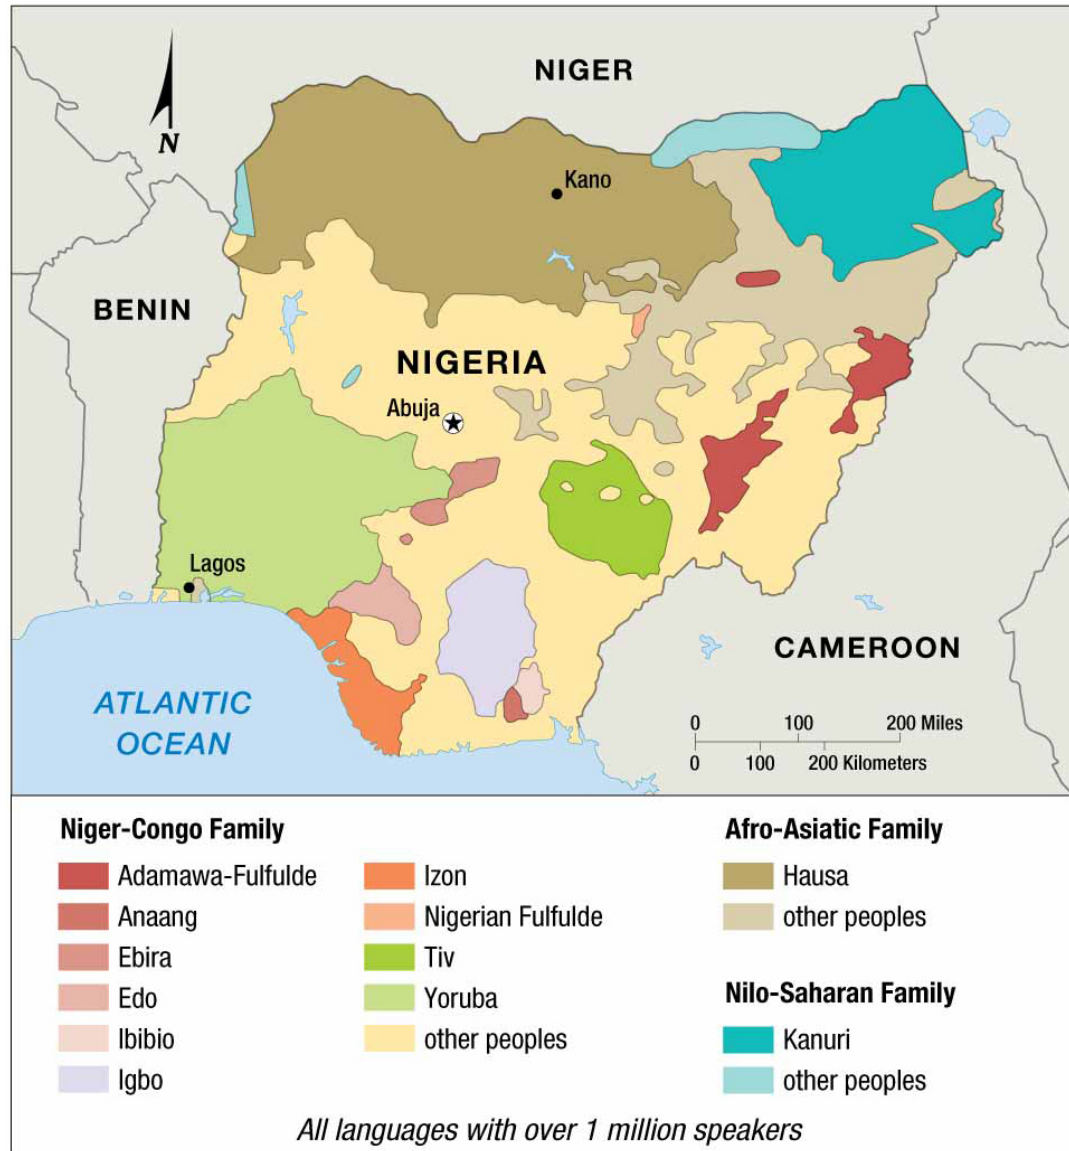 NIGER
N
Kano
BENIN
NIGERIA
Abuja
Lagos
CAMEROON
ATLANTIC
OCEAN
0 100 200 Miles
0 100 200 Kilometers
Niger-Congo Family
Adamawa-Fulfulde
Anaang
Ebira
Edo
Ibibio
Igbo
Izon
Nigerian Fulfulde
Tiv
Yoruba
other peoples
Afro-Asiatic Family
Hausa
other peoples
Nilo-Saharan Family
Kanuri
other peoples
All languages with over 1 million speakers